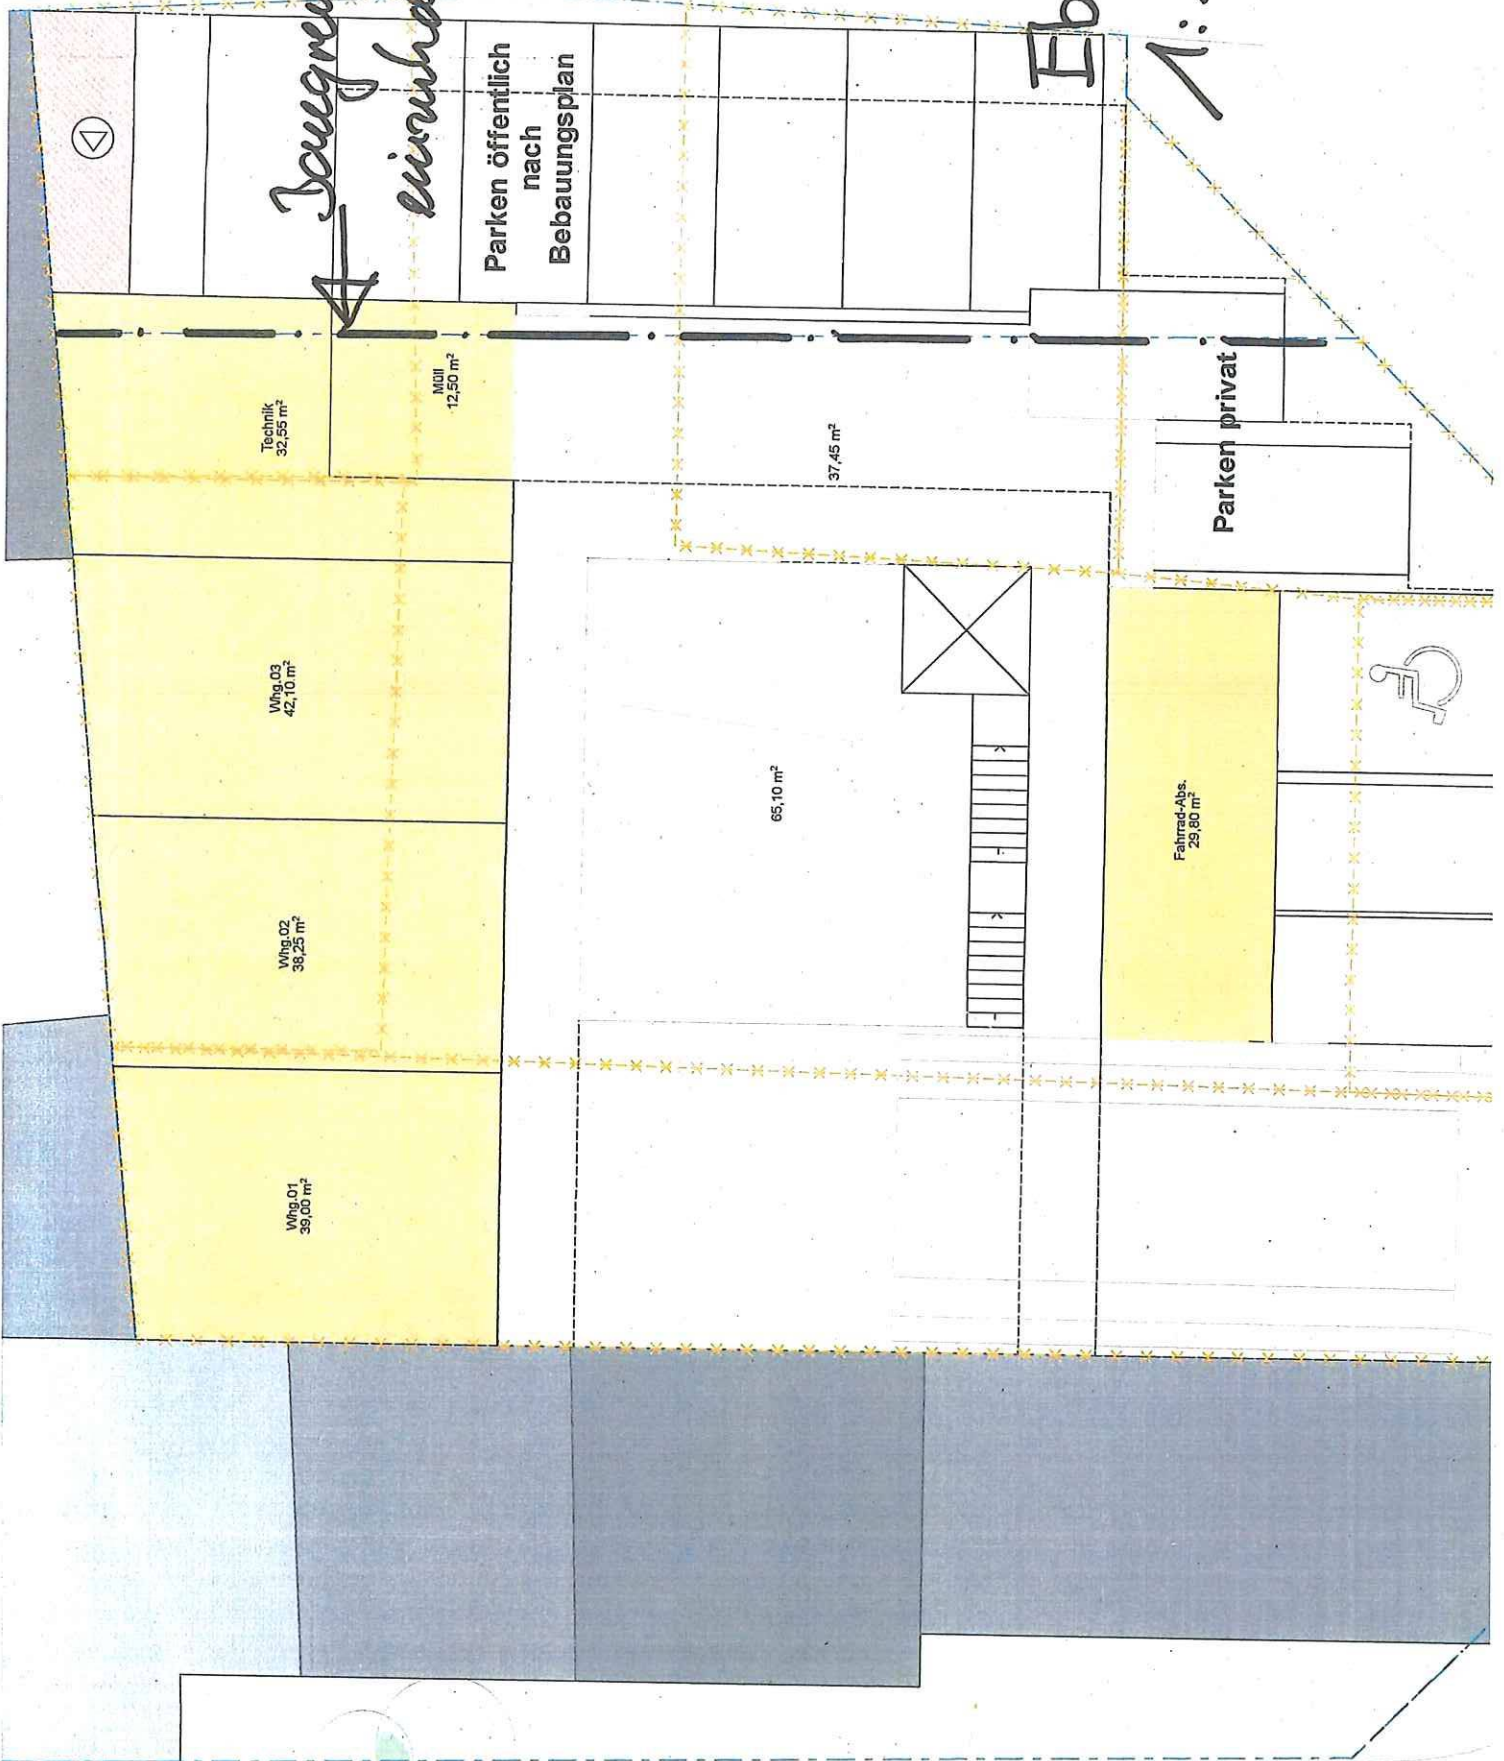 Parken öffentlich
nach
Bebauungsplan
Technik
32,55 m²
Müll
12,50 m²
37,45 m²
Parken privat
Whg.03
42,10 m²
65,10 m²
Whg.02
38,25 m²
Fahrrad-Abs.
29,80 m²
Whg.01
39,00 m²
Eb
1: